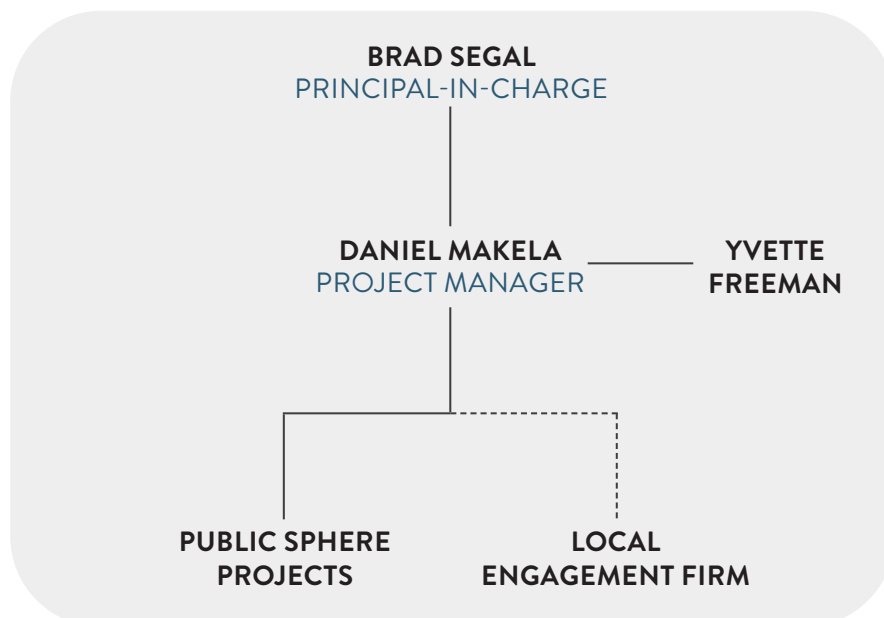 BRAD SEGAL
PRINCIPAL-IN-CHARGE
DANIEL MAKELA
PROJECT MANAGER
YVETTE
FREEMAN
PUBLIC SPHERE
PROJECTS
LOCAL
ENGAGEMENT FIRM